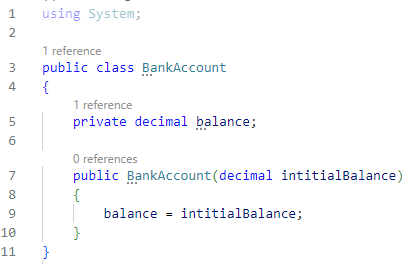 1 using System;
2
1 reference
3 public class BankAccount
4 {
1 reference
5 private decimal balance;
6
0 references
7 public BankAccount(decimal intitialBalance)
8 {
9 balance = intitialBalance;
10 }
11 }